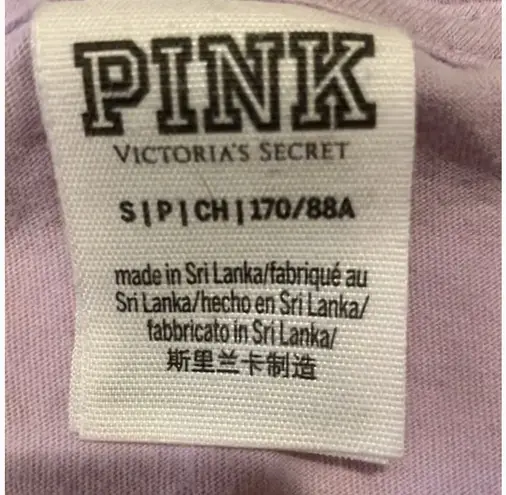 PINK
VICTORIA'S SECRET
S|P|CH|170/88A
made in Sri Lanka/fabriqué au
Sri Lanka/hecho en Sri Lanka/
fabbricato in Sri Lanka/
斯里兰卡制造